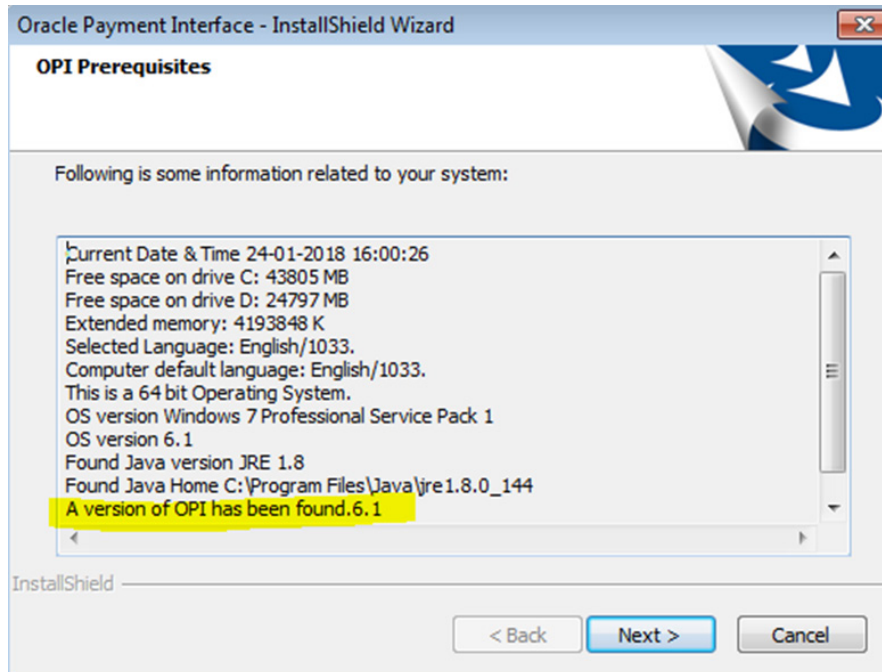 Oracle Payment Interface - InstallShield Wizard
OPI Prerequisites
Following is some information related to your system:
Current Date & Time 24-01-2018 16:00:26
Free space on drive C: 43805 MB
Free space on drive D: 24797 MB
Extended memory: 4193848 K
Selected Language: English/1033.
Computer default language: English/1033.
This is a 64 bit Operating System.
OS version Windows 7 Professional Service Pack 1
OS version 6.1
Found Java version JRE 1.8
Found Java Home C:\Program Files\Java\jre1.8.0_144
A version of OPI has been found.6.1
InstallShield
< Back Next > Cancel